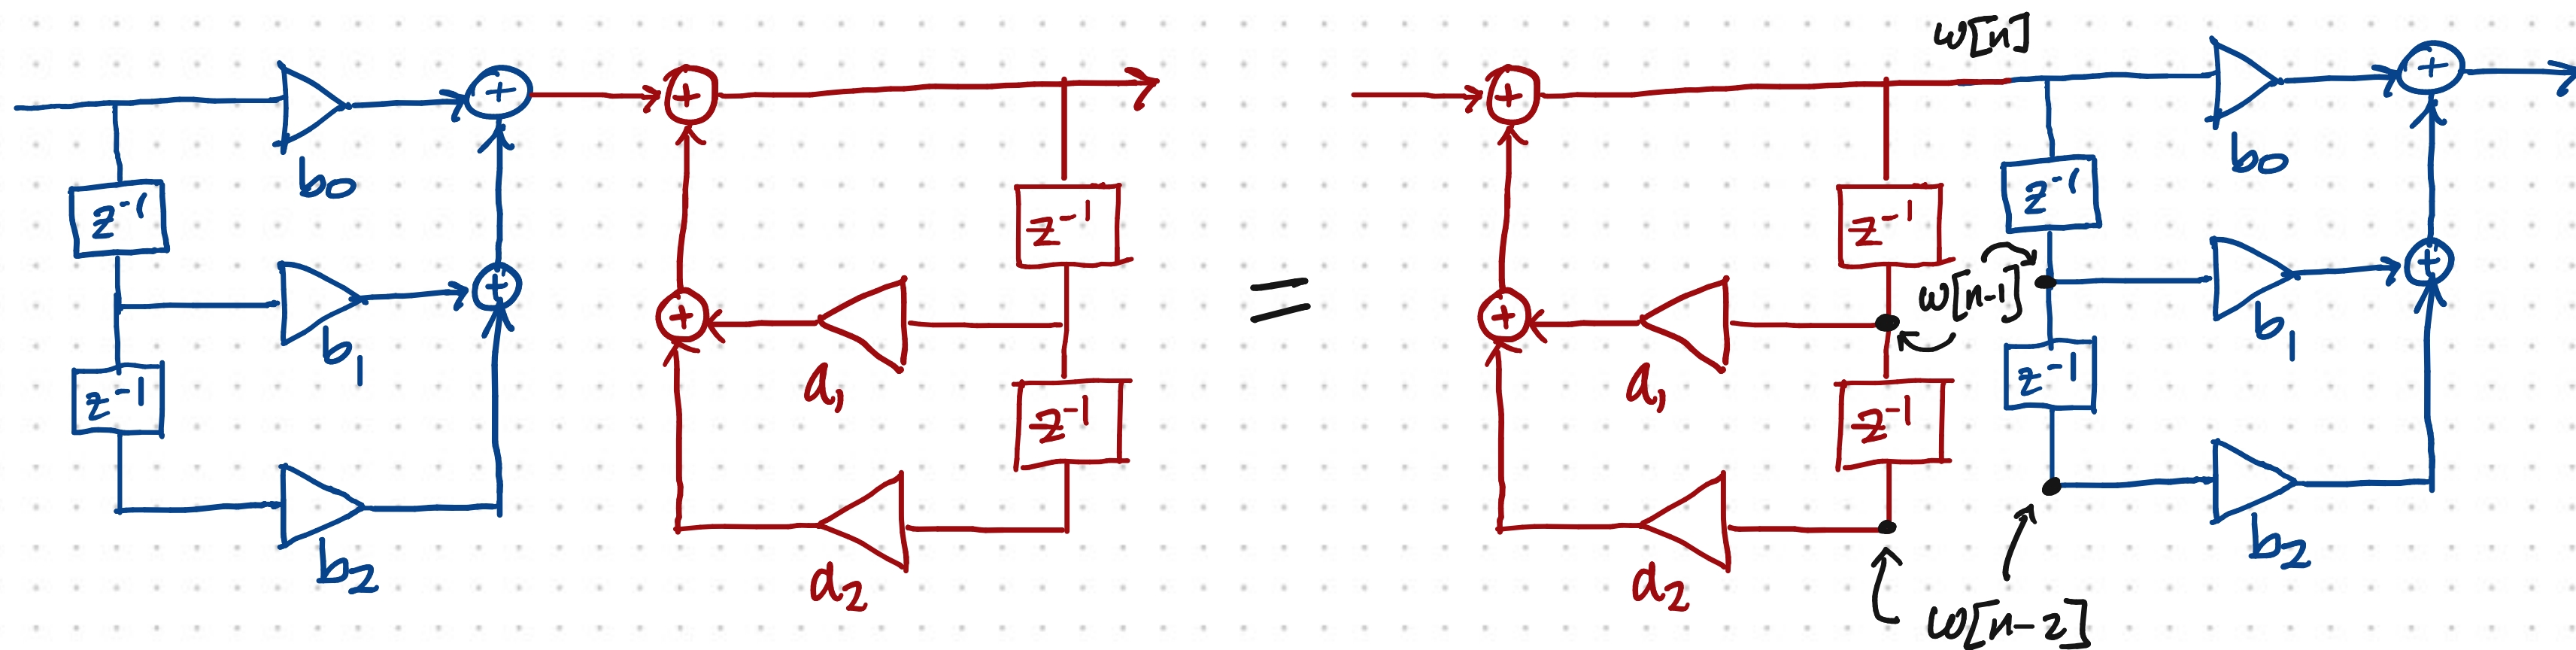 w[n]
+
+
+
+
b0
b0
z^-1
z^-1
z^-1
z^-1
w[n-1]
+
+
+
+
b1
b1
a1
a1
z^-1
z^-1
z^-1
z^-1
=
b2
b2
a2
a2
w[n-2]